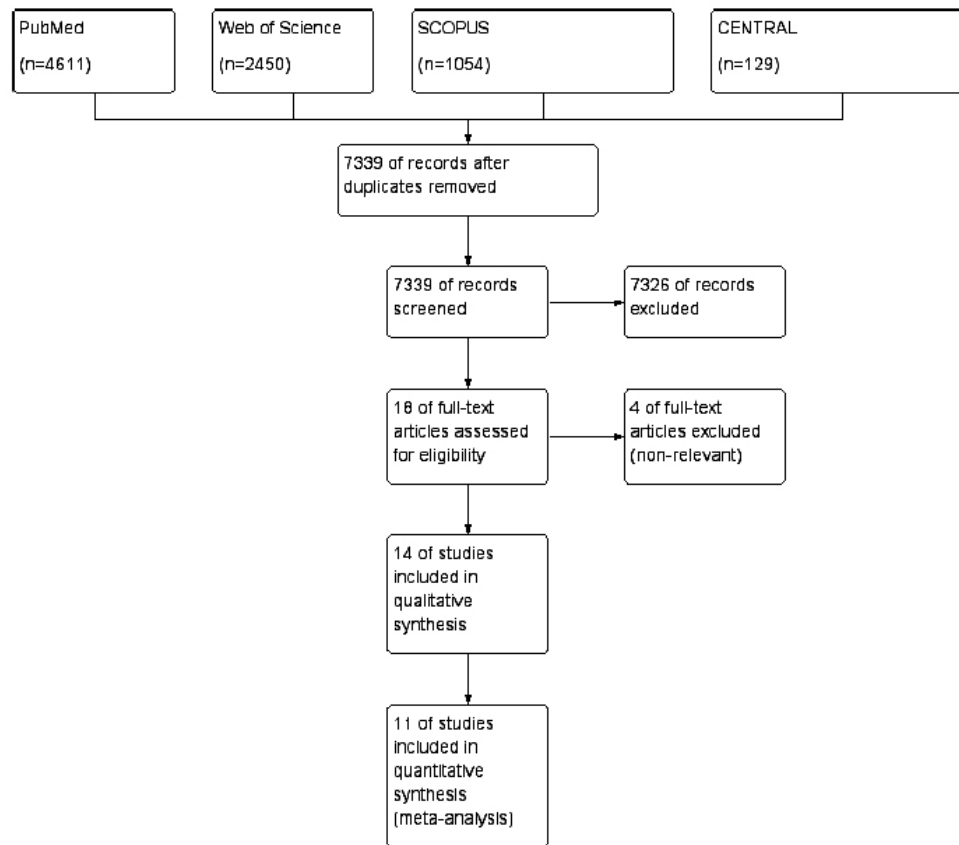 PubMed
(n=4611)
Web of Science
(n=2450)
SCOPUS
(n=1054)
CENTRAL
(n=129)
7339 of records after
duplicates removed
7339 of records
screened
7326 of records
excluded
18 of full-text
articles assessed
for eligibility
4 of full-text
articles excluded
(non-relevant)
14 of studies
included in
qualitative
synthesis
11 of studies
included in
quantitative
synthesis
(meta-analysis)